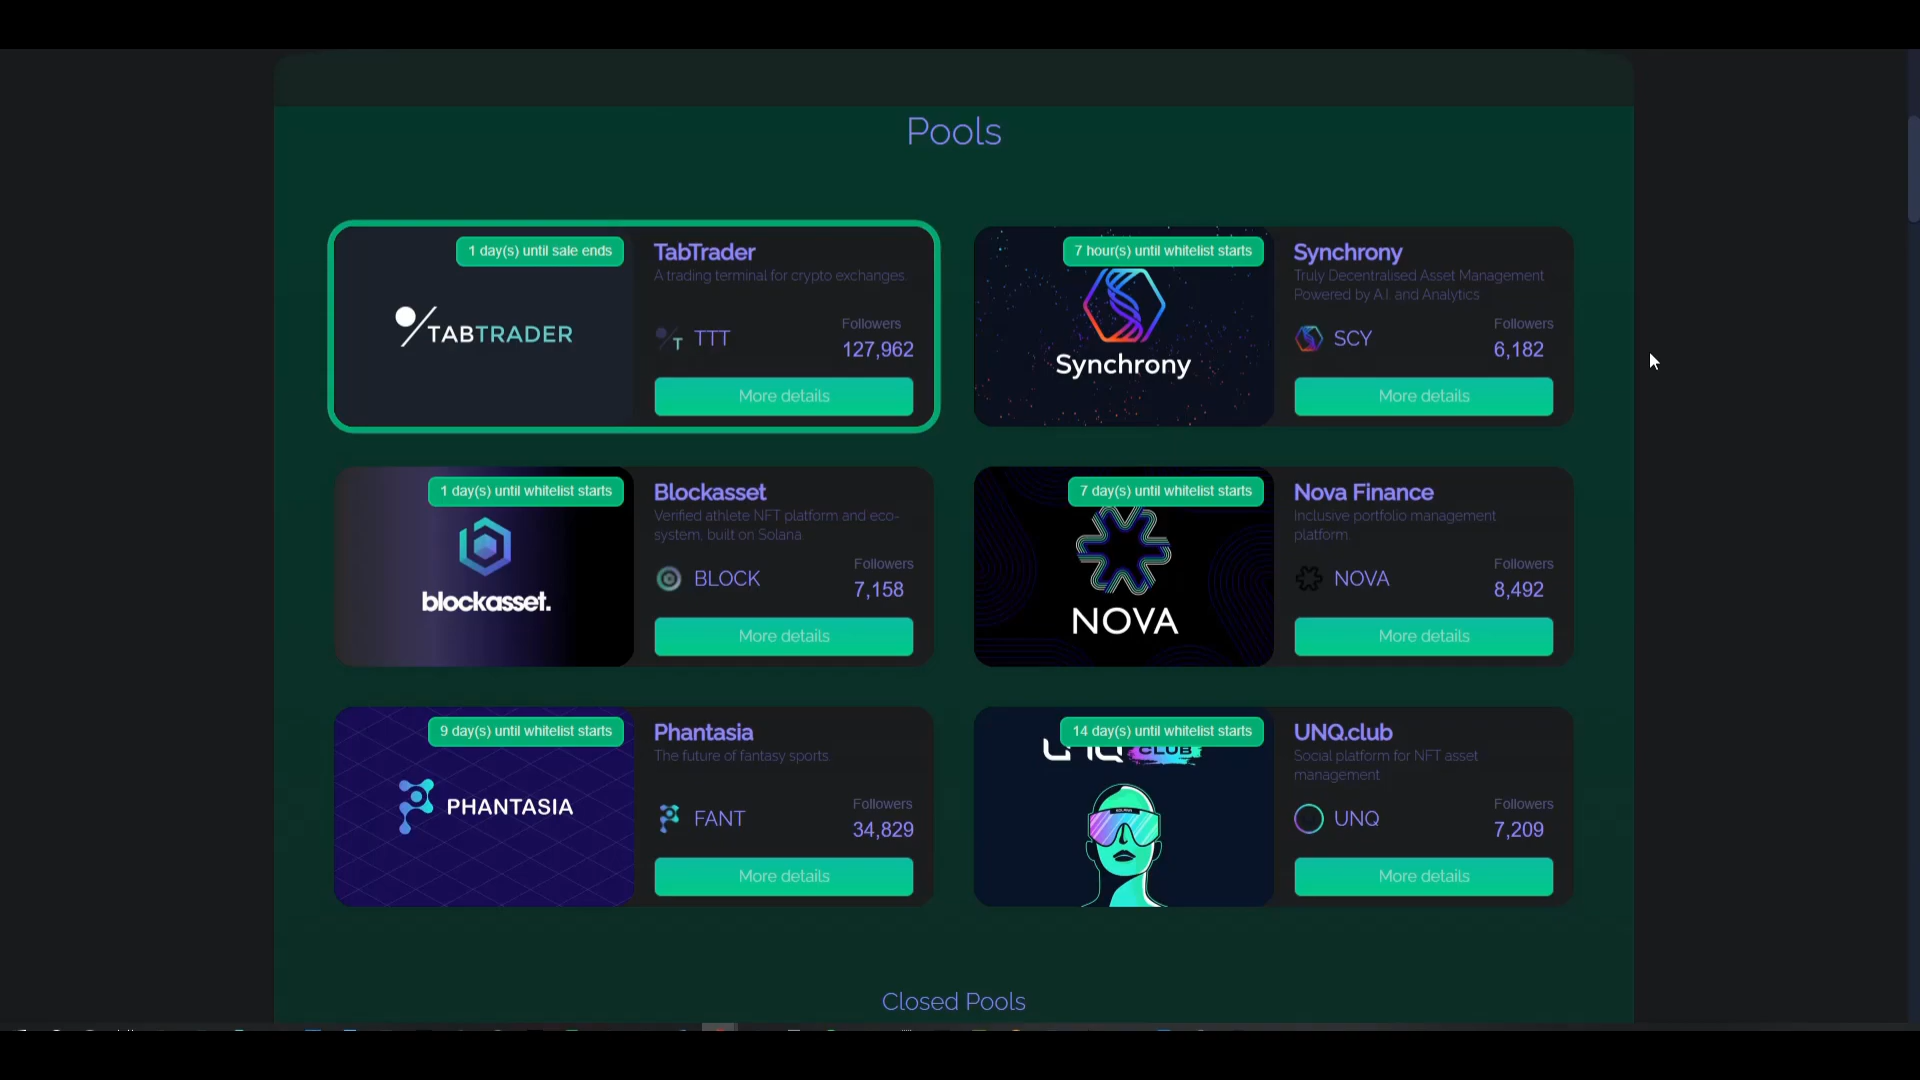 Pools
1 day(s) until sale ends
TABTRADER
TabTrader
A trading terminal for crypto exchanges.
TTT
Followers
127,962
More details
7 hour(s) until whitelist starts
Synchrony
Synchrony
Truly Decentralised Asset Management
Powered by A.I. and Analytics
SCY
Followers
6,182
More details
1 day(s) until whitelist starts
blockasset.
Blockasset
Verified athlete NFT platform and eco-
system, built on Solana
BLOCK
Followers
7,158
More details
7 day(s) until whitelist starts
NOVA
Nova Finance
Inclusive portfolio management
platform.
NOVA
Followers
8,492
More details
9 day(s) until whitelist starts
PHANTASIA
Phantasia
The future of fantasy sports.
FANT
Followers
34,829
More details
14 day(s) until whitelist starts
UNQ CLUB
UNQ.club
Social platform for NFT asset
management
UNQ
Followers
7,209
More details
Closed Pools